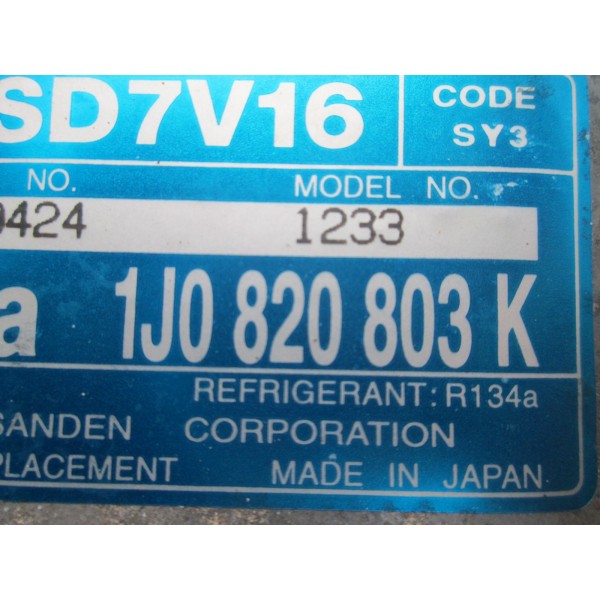 SD7V16
CODE
SY3
NO. MODEL NO.
0424 1233
a 1J0 820 803 K
REFRIGERANT: R134a
SANDEN CORPORATION
PLACEMENT MADE IN JAPAN